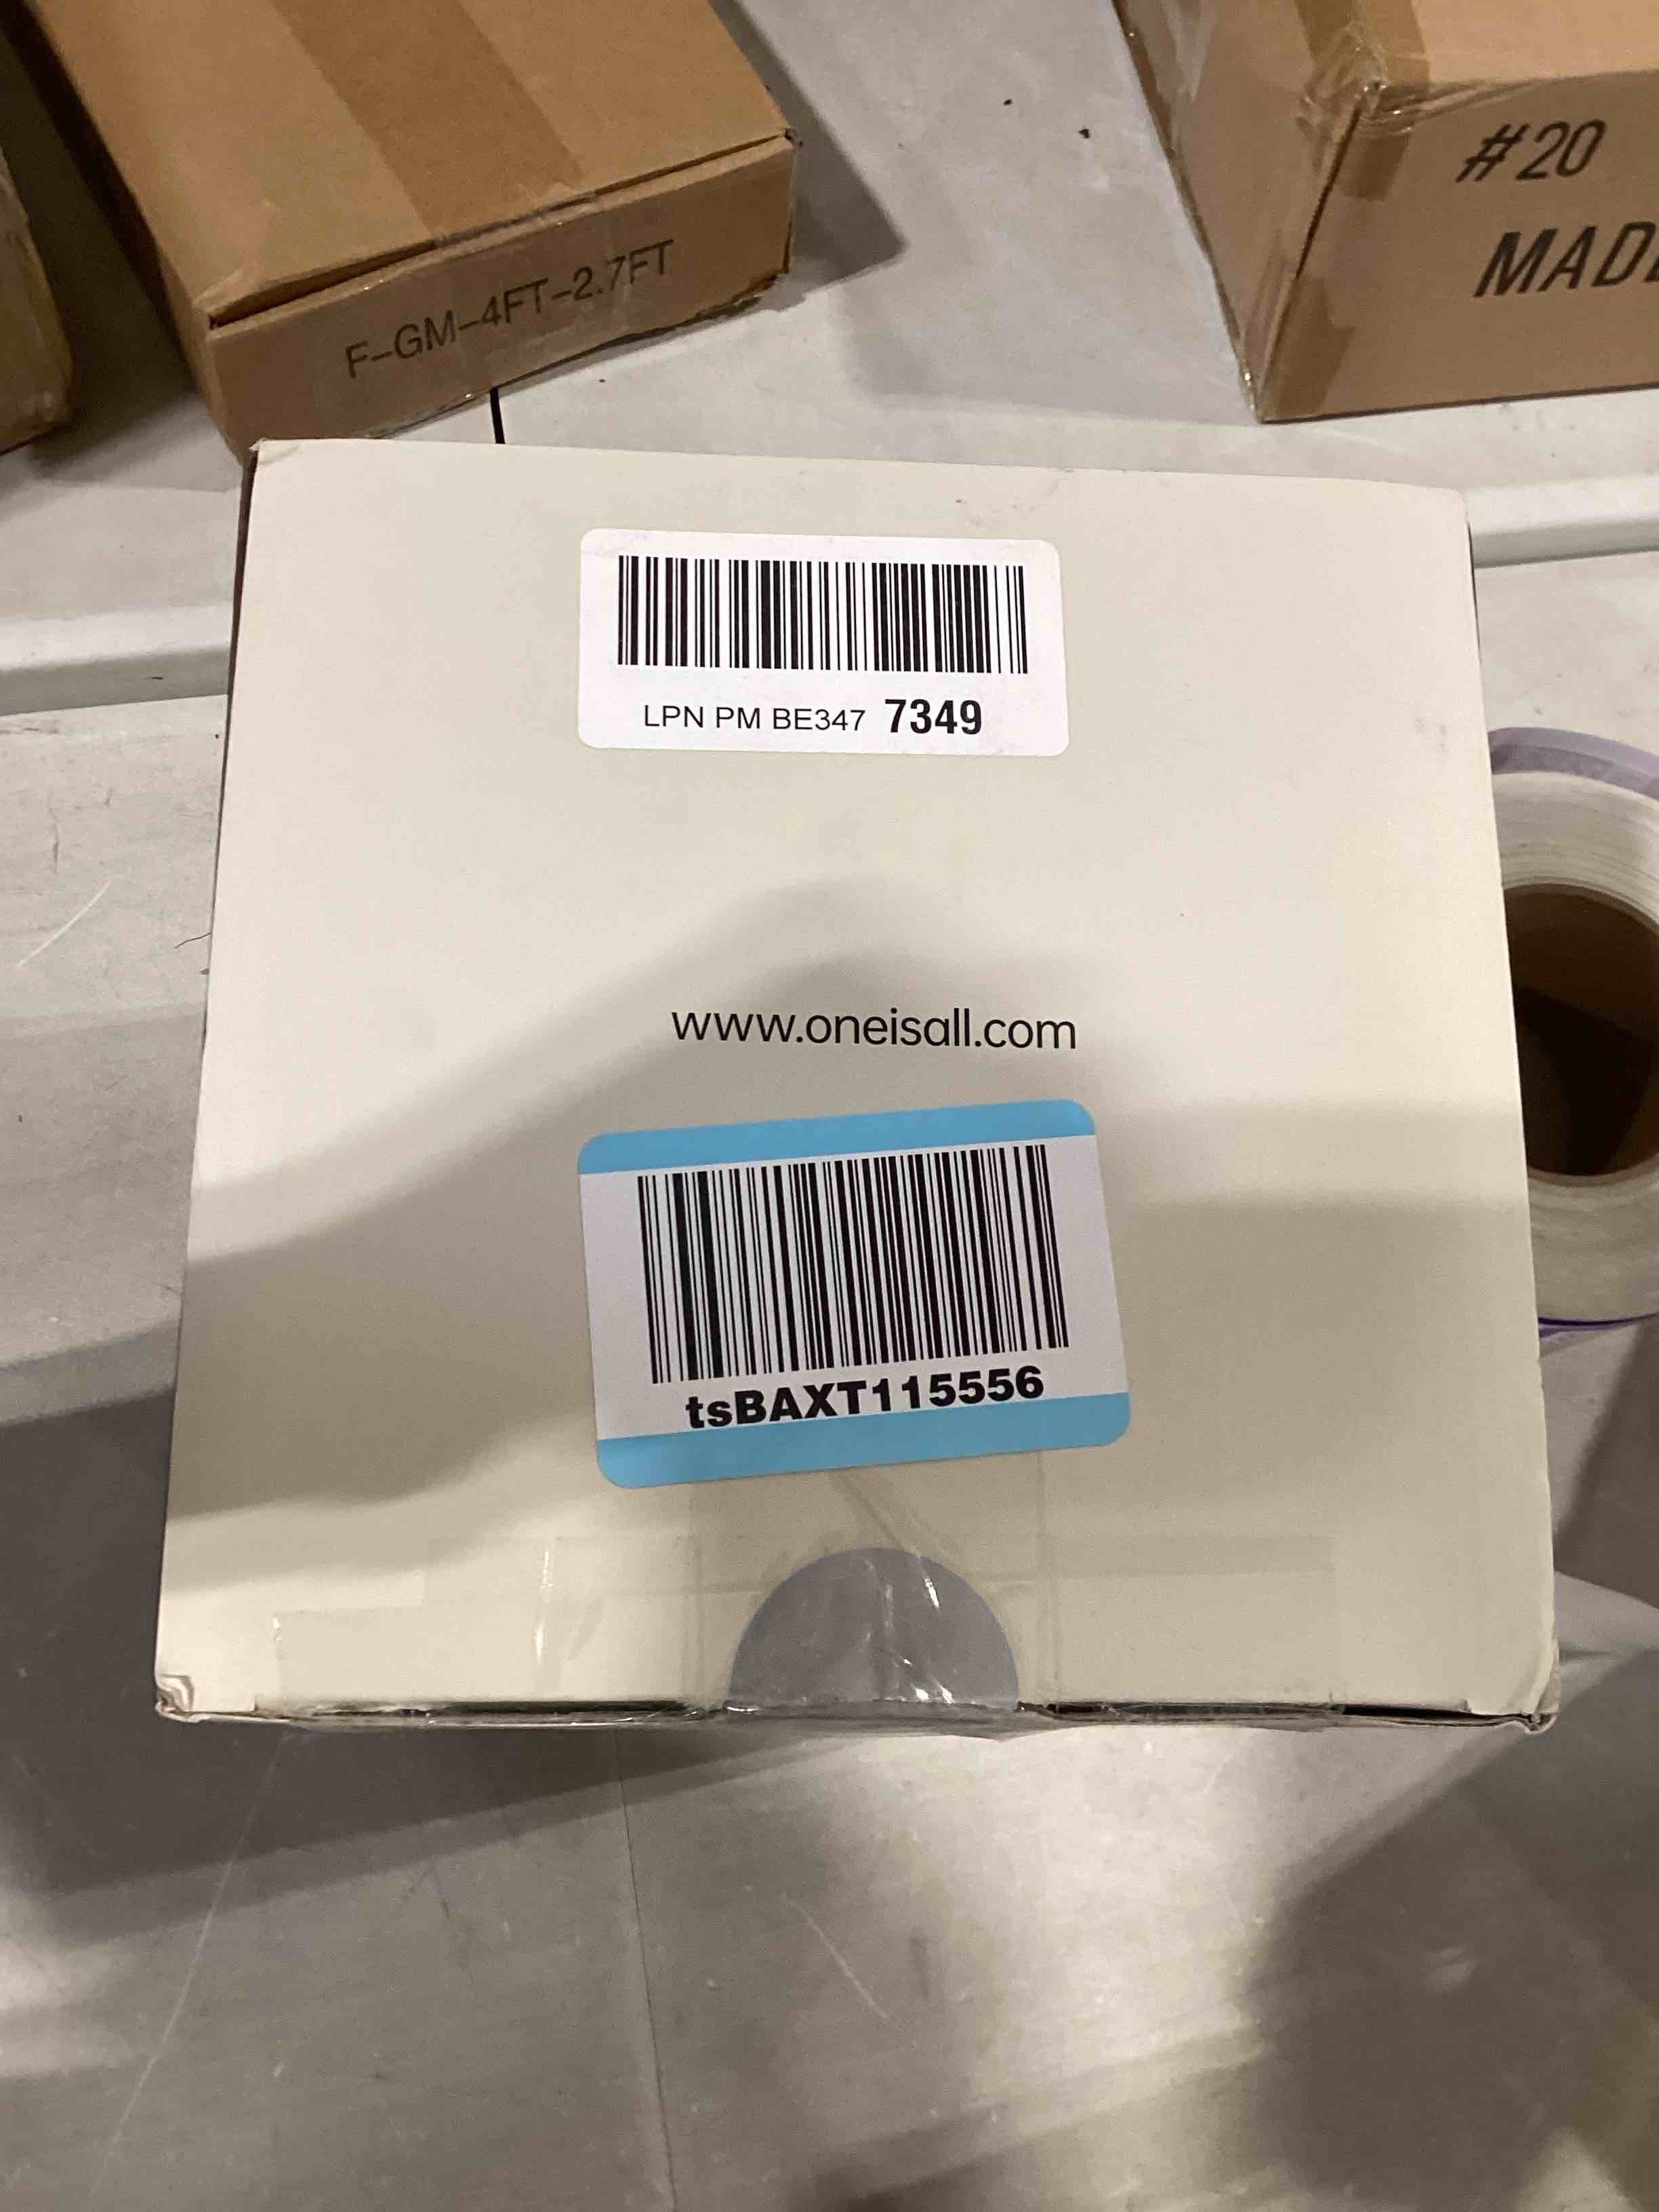 #20
MADE
F-GM-4FT-2.7FT
LPN PM BE347 7349
www.oneisall.com
tsBAXT115556